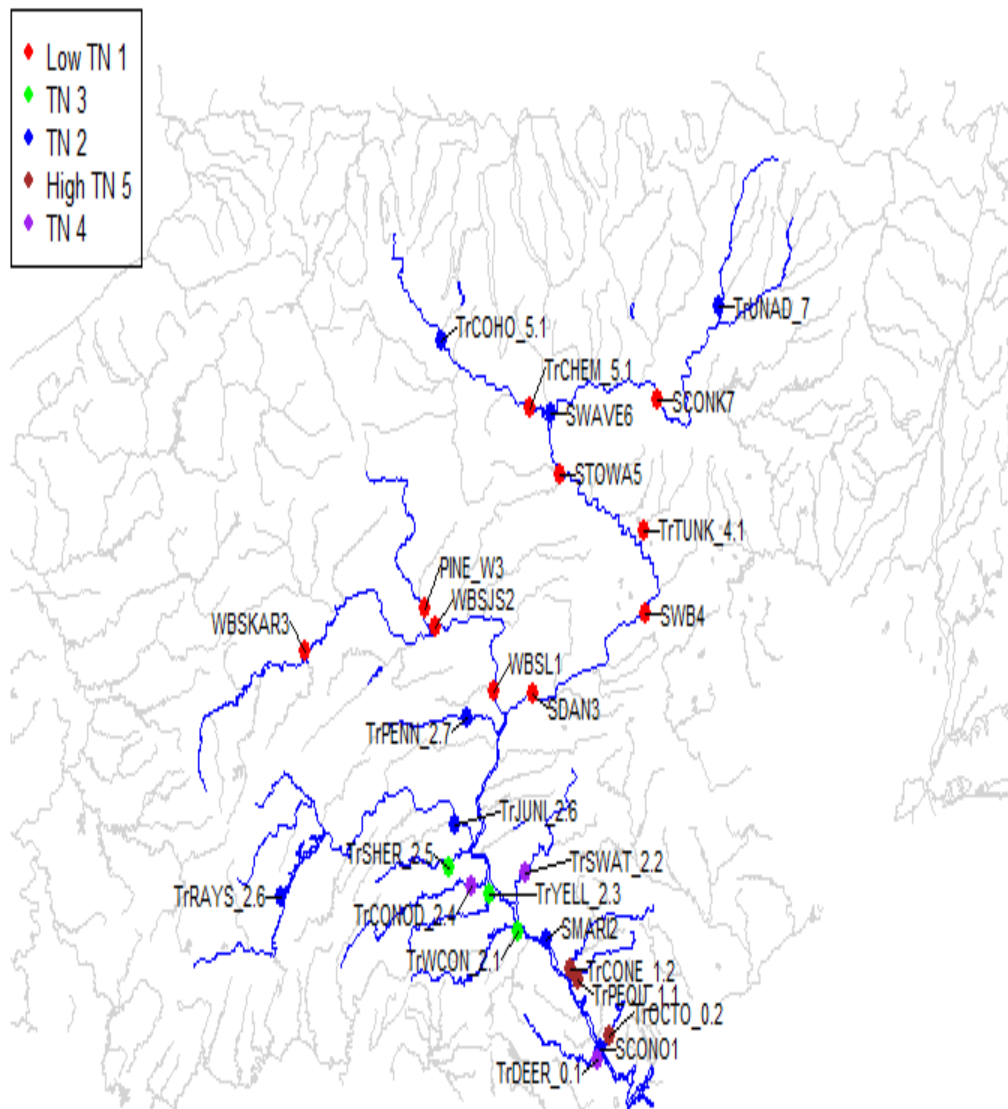 Low TN 1
TN 3
TN 2
High TN 5
TN 4
TrUNAD_7
TrCOHO_5.1
TrCHEM_5.1
SCONK7
SWAVE6
STOWA5
TrTUNK_4.1
PINE_W3
WBSJS2
SWB4
WBSKAR3
WBSL1
SDAN3
TrPENN_2.7
TrJUNI_2.6
TrSHER_2.5
TrSWAT_2.2
TrRAYS_2.6
TrYELL_2.3
TrCONOD_2.4
SMARI2
TrWCON_2.1
TrCONE_1.2
TrPEQU_1.1
TrOCTO_0.2
SCONO1
TrDEER_0.1